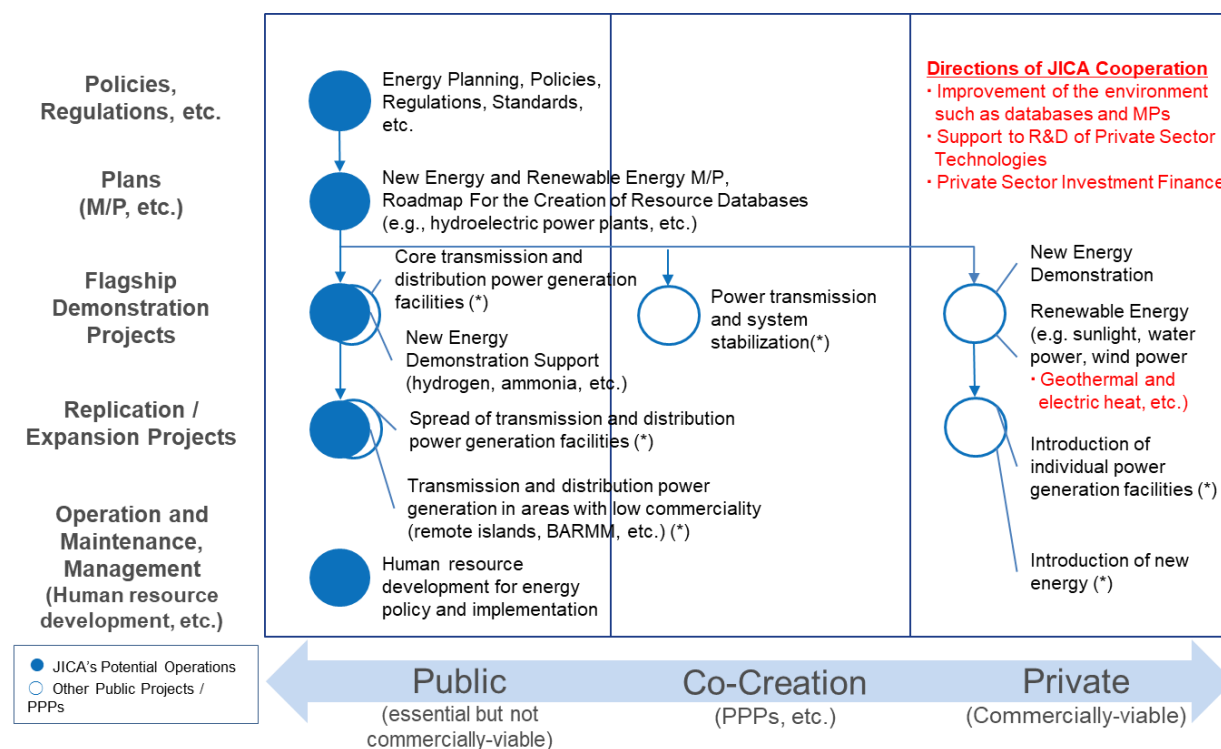 Policies,
Regulations, etc.
Energy Planning, Policies,
Regulations, Standards,
etc.
Directions of JICA Cooperation
・Improvement of the environment
such as databases and MPs
・Support to R&D of Private Sector
Technologies
・Private Sector Investment Finance
Plans
(M/P, etc.)
New Energy and Renewable Energy M/P,
Roadmap For the Creation of Resource Databases
(e.g., hydroelectric power plants, etc.)
Flagship
Demonstration
Projects
Core transmission and
distribution power generation
facilities (*)
New Energy
Demonstration Support
(hydrogen, ammonia, etc.)
Power transmission
and system
stabilization(*)
New Energy
Demonstration
Renewable Energy
(e.g. sunlight, water
power, wind power
・Geothermal and
electric heat, etc.)
Replication /
Expansion Projects
Spread of transmission and distribution
power generation facilities (*)
Transmission and distribution power
generation in areas with low commerciality
(remote islands, BARMM, etc.) (*)
Introduction of
individual power
generation facilities (*)
Introduction of new
energy (*)
Operation and
Maintenance,
Management
(Human resource
development, etc.)
Human resource
development for energy
policy and implementation
JICA's Potential Operations
Other Public Projects /
PPPs
Public
(essential but not
commercially-viable)
Co-Creation
(PPPs, etc.)
Private
(Commercially-viable)